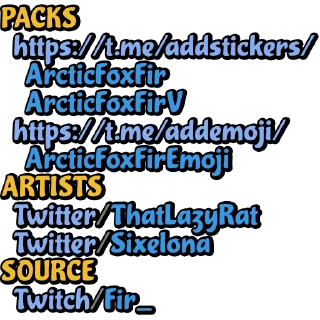 PACKS
https://t.me/addstickers/
ArcticFoxFir
ArcticFoxFirV
https://t.me/addemoji/
ArcticFoxFirEmoji
ARTISTS
Twitter/ThatLazyRat
Twitter/Sixelona
SOURCE
Twitch/Fir_